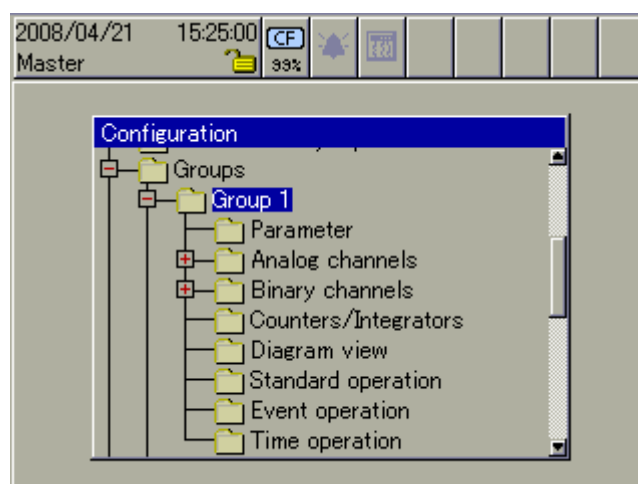 2008/04/21 15:25:00 CF
Master 99%
Configuration
Groups
Group 1
Parameter
Analog channels
Binary channels
Counters/Integrators
Diagram view
Standard operation
Event operation
Time operation